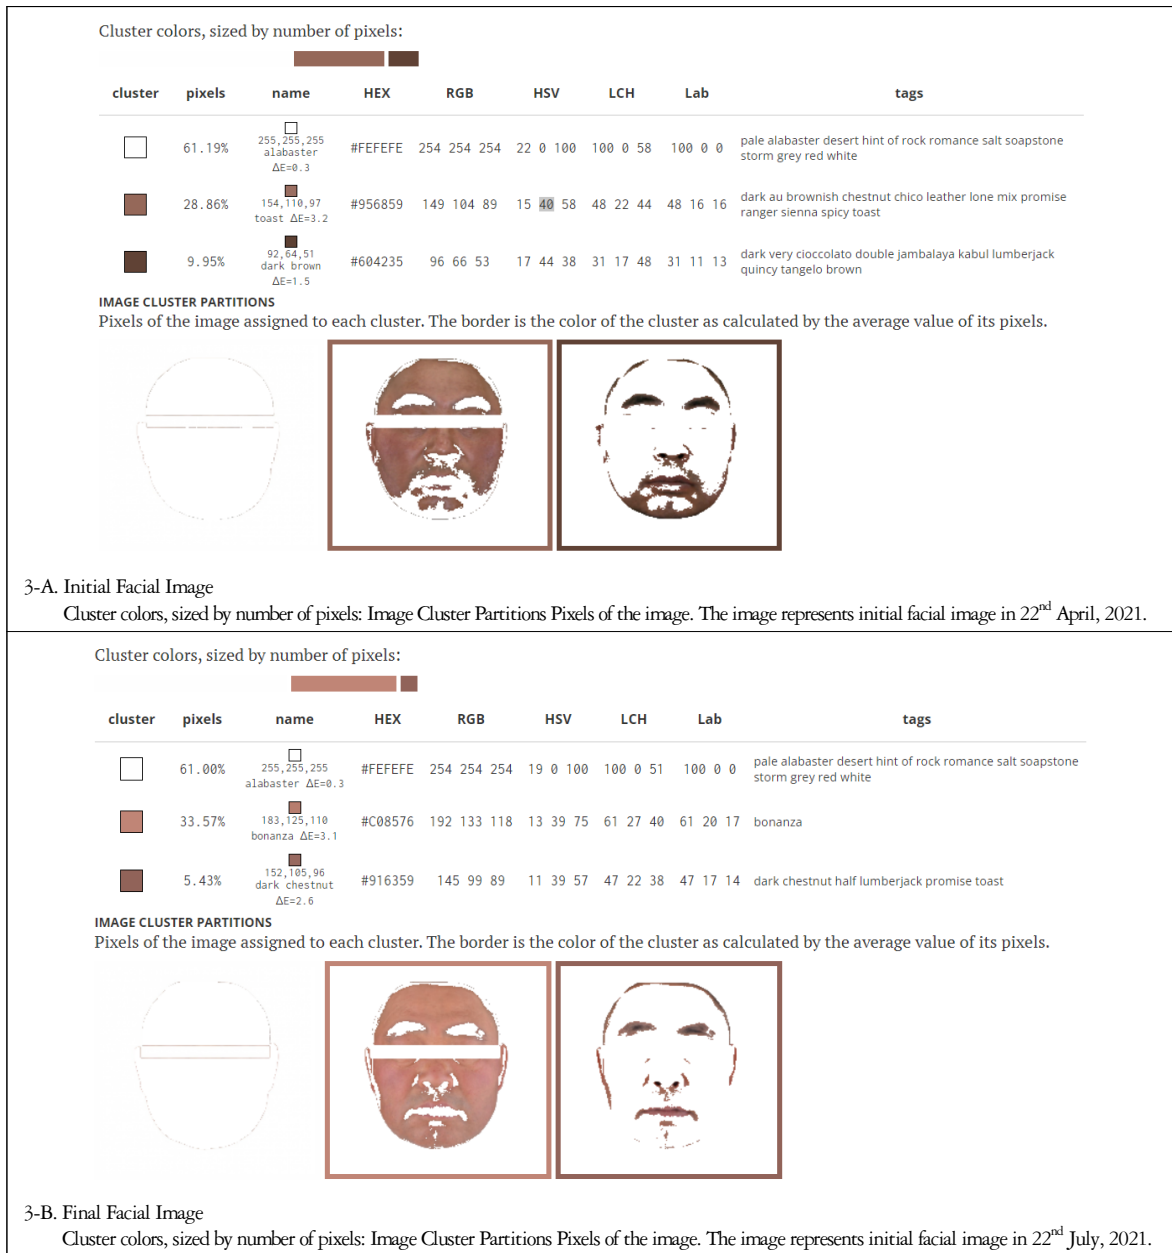 Cluster colors, sized by number of pixels:
cluster pixels name HEX RGB HSV LCH Lab tags
61.19% 255,255,255 alabaster ΔE=0.3 #FEFEFE 254 254 254 22 0 100 100 0 58 100 0 0 pale alabaster desert hint of rock romance salt soapstone
storm grey red white
28.86% 154,110,97 toast ΔE=3.2 #956859 149 104 89 15 40 58 48 22 44 48 16 16 dark au brownish chestnut chico leather lone mix promise
ranger sienna spicy toast
9.95% 92,64,51 dark brown ΔE=1.5 #604235 96 66 53 17 44 38 31 17 48 31 11 13 dark very cioccolato double jambalaya kabul lumberjack
quincy tangelo brown
IMAGE CLUSTER PARTITIONS
Pixels of the image assigned to each cluster. The border is the color of the cluster as calculated by the average value of its pixels.
3-A. Initial Facial Image
Cluster colors, sized by number of pixels: Image Cluster Partitions Pixels of the image. The image represents initial facial image in 22nd April, 2021.
Cluster colors, sized by number of pixels:
cluster pixels name HEX RGB HSV LCH Lab tags
61.00% 255,255,255 alabaster ΔE=0.3 #FEFEFE 254 254 254 19 0 100 100 0 51 100 0 0 pale alabaster desert hint of rock romance salt soapstone
storm grey red white
33.57% 183,125,110 bonanza ΔE=3.1 #C08576 192 133 118 13 39 75 61 27 40 61 20 17 bonanza
5.43% 152,105,96 dark chestnut ΔE=2.6 #916359 145 99 89 11 39 57 47 22 38 47 17 14 dark chestnut half lumberjack promise toast
IMAGE CLUSTER PARTITIONS
Pixels of the image assigned to each cluster. The border is the color of the cluster as calculated by the average value of its pixels.
3-B. Final Facial Image
Cluster colors, sized by number of pixels: Image Cluster Partitions Pixels of the image. The image represents initial facial image in 22nd July, 2021.